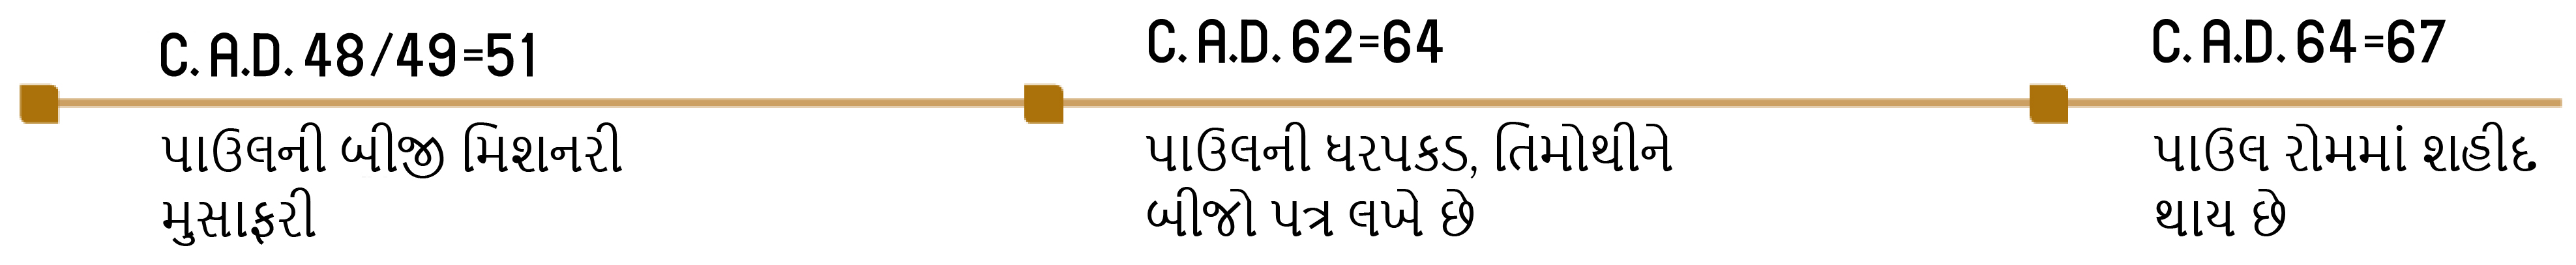 C. A.D. 48/49=51
પાઉલની બીજી મિશનરી
મુસાફરી
C. A.D. 62=64
પાઉલની ધરપકડ, તિમોથીને
બીજો પત્ર લખે છે
C. A.D. 64=67
પાઉલ રોમમાં શહીદ
થાય છે